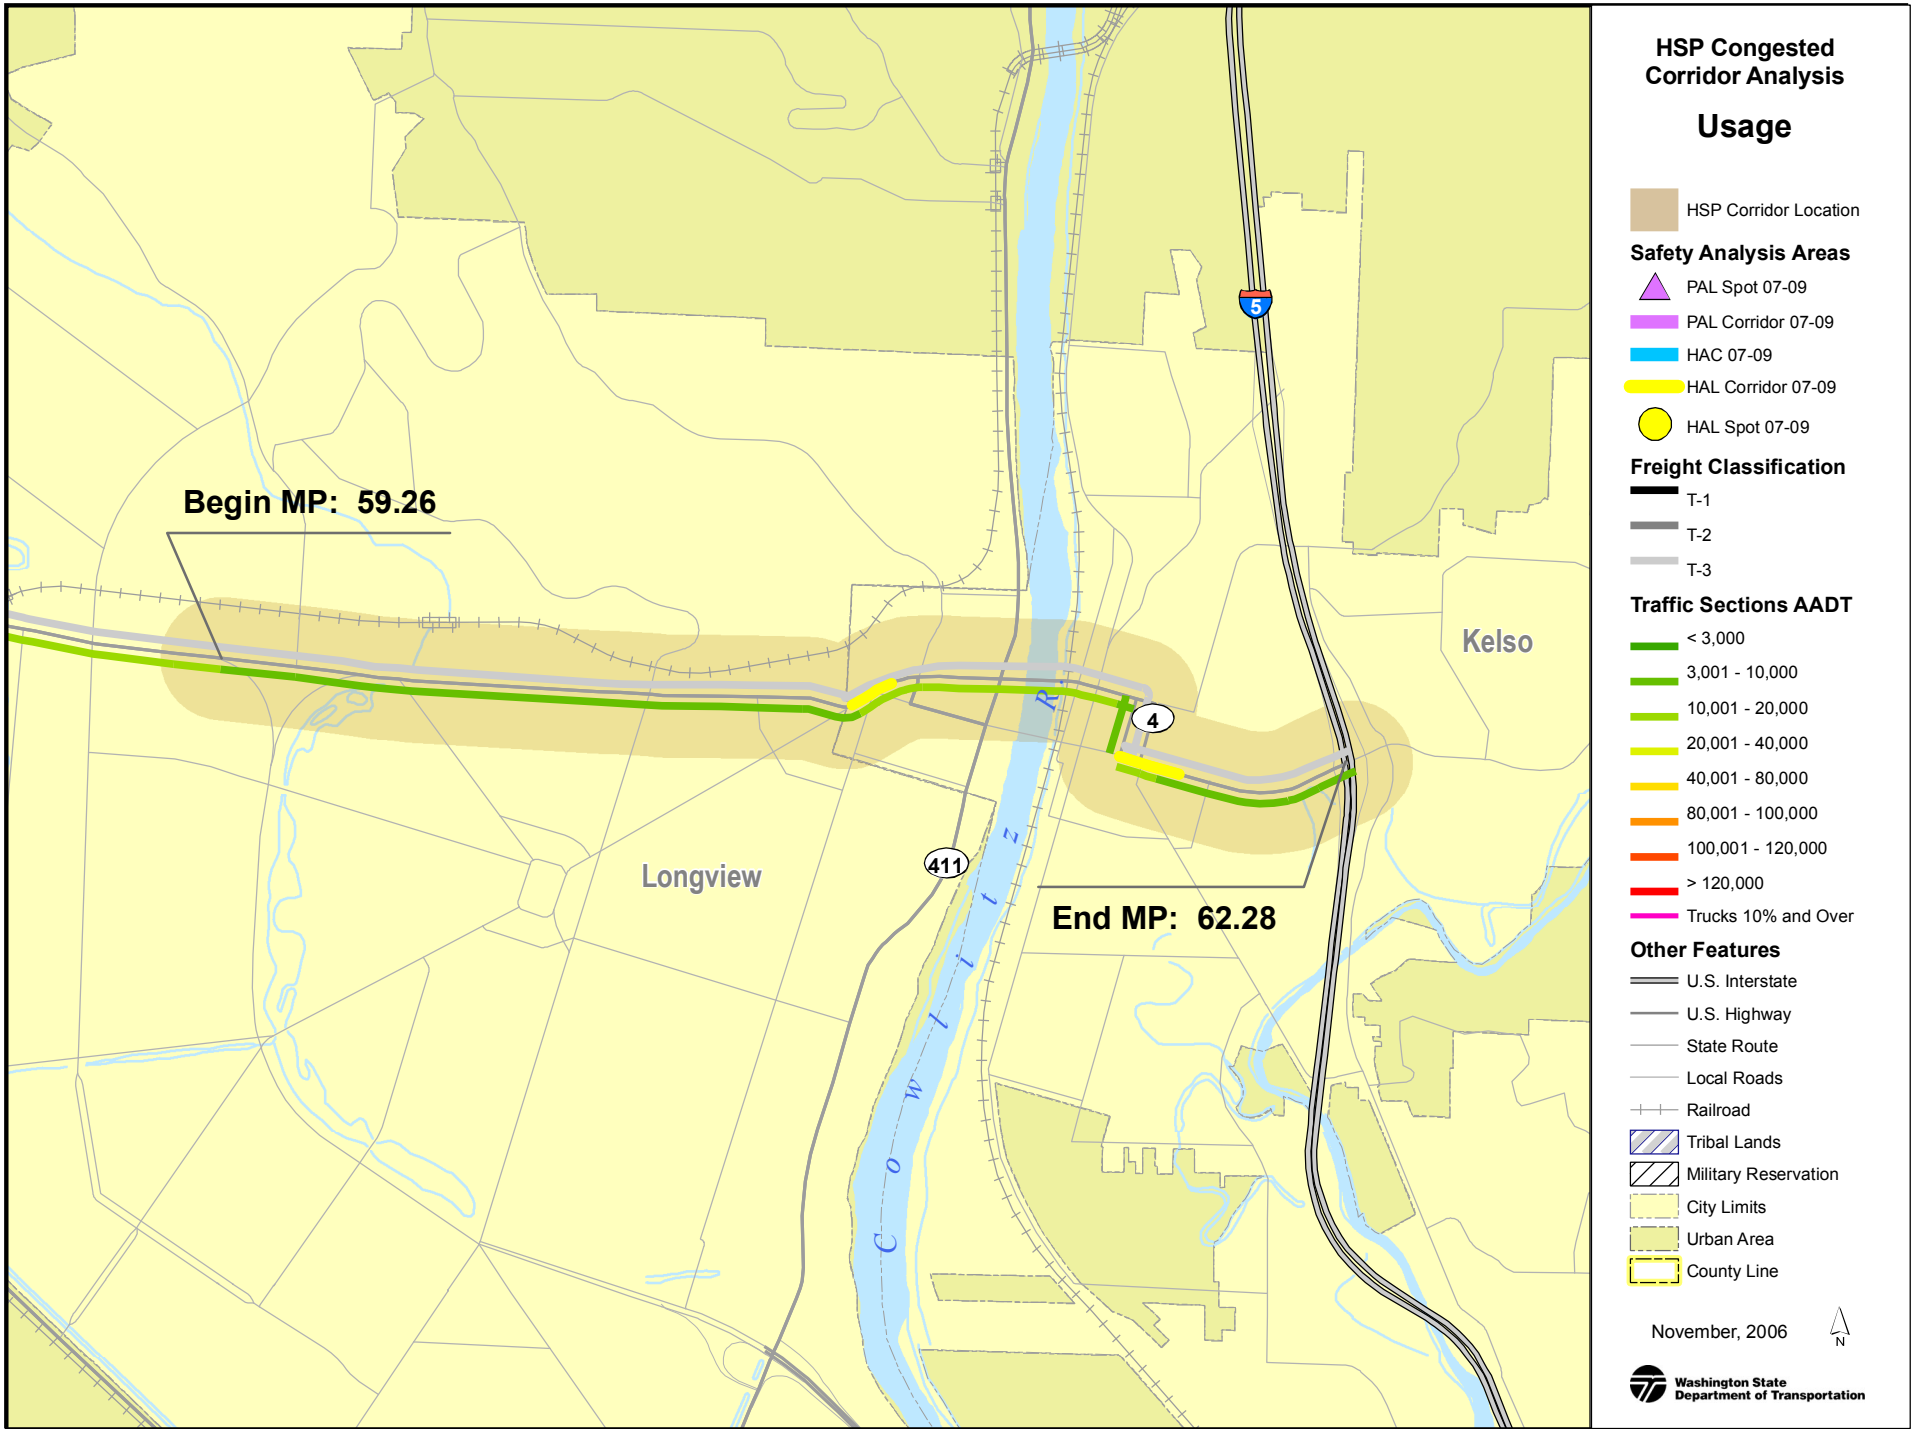 HSP Congested
Corridor Analysis
Usage
HSP Corridor Location
Safety Analysis Areas
PAL Spot 07-09
PAL Corridor 07-09
HAC 07-09
HAL Corridor 07-09
HAL Spot 07-09
Freight Classification
T-1
T-2
T-3
Traffic Sections AADT
< 3,000
3,001 - 10,000
10,001 - 20,000
20,001 - 40,000
40,001 - 80,000
80,001 - 100,000
100,001 - 120,000
> 120,000
Trucks 10% and Over
Other Features
U.S. Interstate
U.S. Highway
State Route
Local Roads
Railroad
Tribal Lands
Military Reservation
City Limits
Urban Area
County Line
November, 2006
N
Washington State
Department of Transportation
5
Begin MP: 59.26
Kelso
4
Longview
411
End MP: 62.28
Cowlitz R.